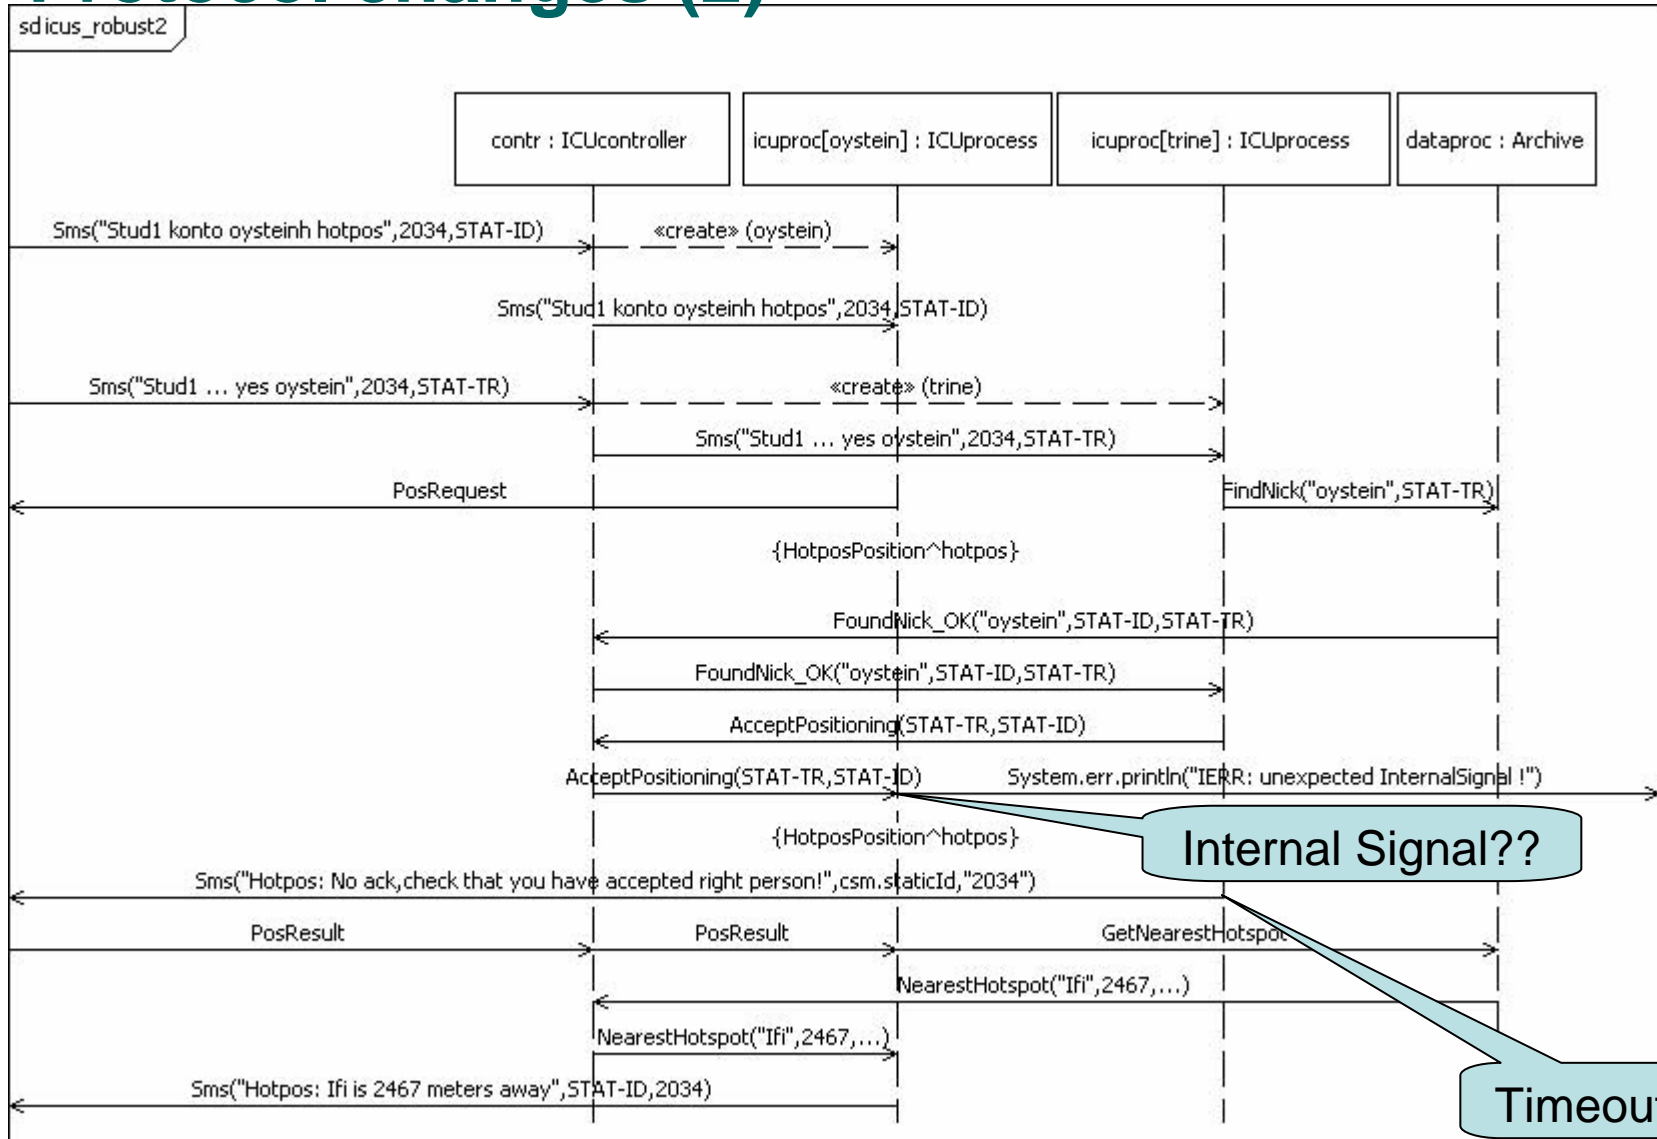 Protocol changes (2)
sd icus_robust2
contr : ICUcontroller
icuproc[oystein] : ICUprocess
icuproc[trine] : ICUprocess
dataproc : Archive
Sms("Stud1 konto oysteinh hotpos",2034,STAT-ID)
«create» (oystein)
Sms("Stud1 konto oysteinh hotpos",2034,STAT-ID)
Sms("Stud1 ... yes oystein",2034,STAT-TR)
«create» (trine)
Sms("Stud1 ... yes oystein",2034,STAT-TR)
PosRequest
FindNick("oystein",STAT-TR)
{HotposPosition^hotpos}
FoundNick_OK("oystein",STAT-ID,STAT-TR)
FoundNick_OK("oystein",STAT-ID,STAT-TR)
AcceptPositioning(STAT-TR,STAT-ID)
AcceptPositioning(STAT-TR,STAT-ID)
System.err.println("IERR: unexpected InternalSignal !")
{HotposPosition^hotpos}
Internal Signal??
Sms("Hotpos: No ack,check that you have accepted right person!",csm.staticId,"2034")
PosResult
PosResult
GetNearestHotspot
NearestHotspot("Ifi",2467,...)
NearestHotspot("Ifi",2467,...)
Sms("Hotpos: Ifi is 2467 meters away",STAT-ID,2034)
Timeout